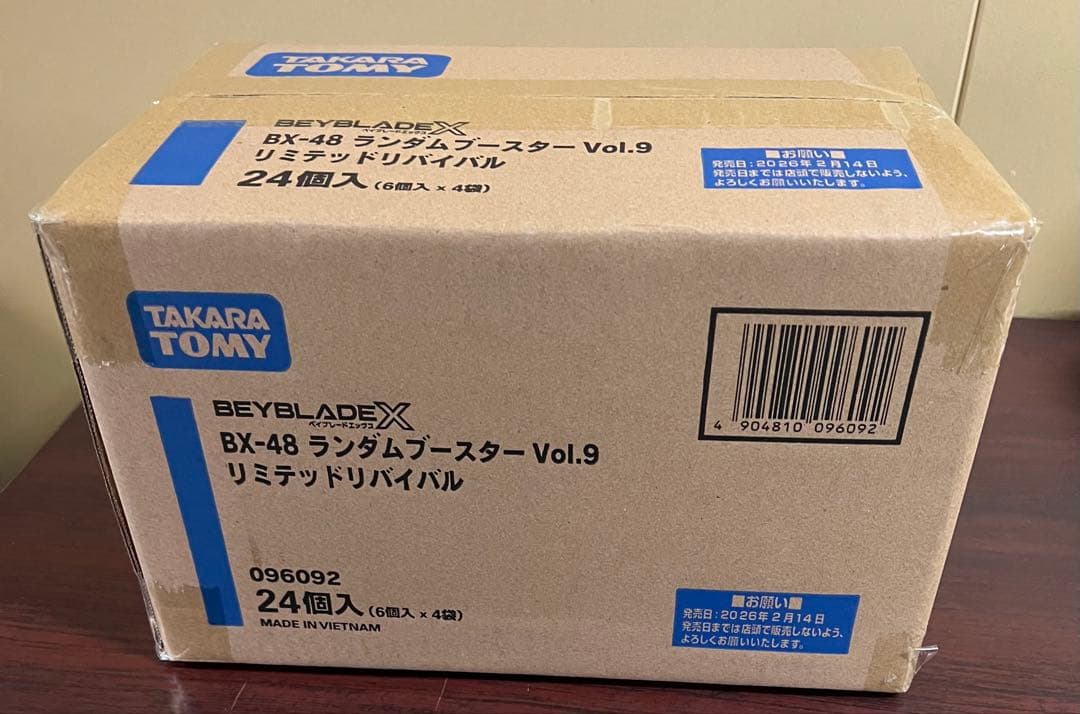 TAKARA
TOMY
BEYBLADE X
ベイブレードエックス
BX-48 ランダムブースター Vol.9
リミテッドリバイバル
24個入 (6個入 × 4袋)
■お願い■
発売日：2026年2月14日
発売日までは店頭で販売しないよう、
よろしくお願いいたします。
TAKARA
TOMY
4 904810 096092
BEYBLADE X
ベイブレードエックス
BX-48 ランダムブースター Vol.9
リミテッドリバイバル
096092
24個入 (6個入 × 4袋)
MADE IN VIETNAM
■お願い■
発売日：2026年2月14日
発売日までは店頭で販売しないよう、
よろしくお願いいたします。